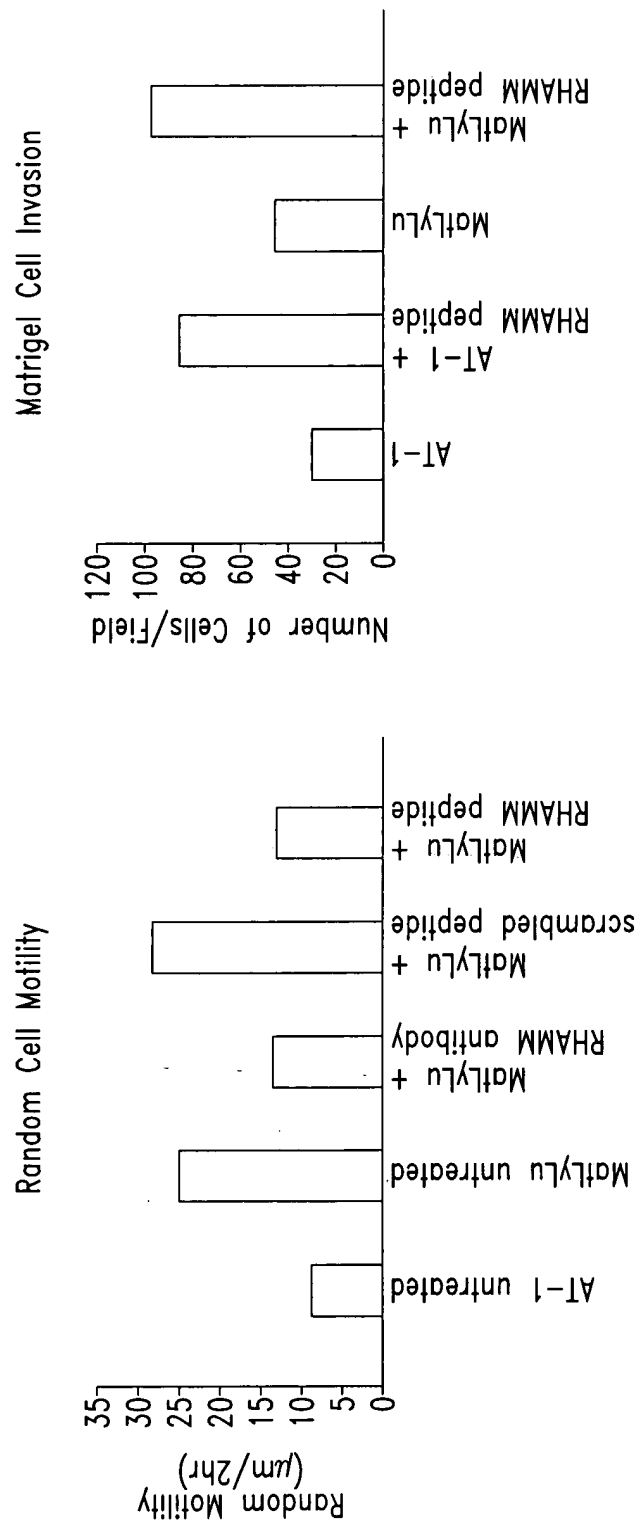 Random Cell Motility
Random Motility
(μm/2hr)
35
30
25
20
15
10
5
0
AT-1 untreated
MatLyLu untreated
MatLyLu +
RHAMM antibody
MatLyLu +
scrambled peptide
MatLyLu +
RHAMM peptide
Matrigel Cell Invasion
Number of Cells/Field
120
100
80
60
40
20
0
AT-1
AT-1 +
RHAMM peptide
MatLyLu
MatLyLu +
RHAMM peptide